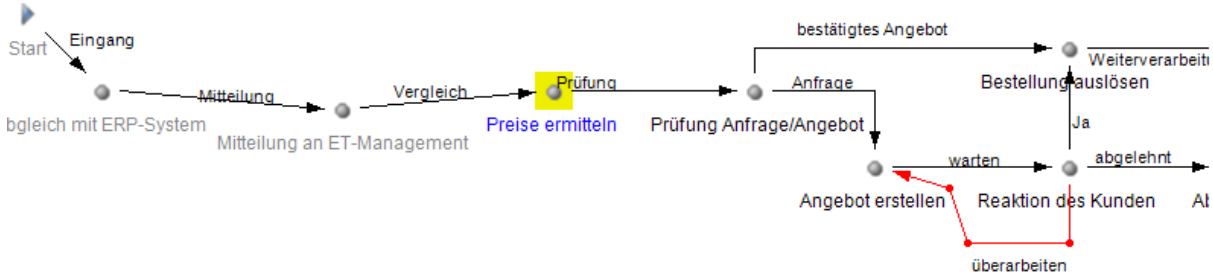 bestätigtes Angebot
Start
Eingang
Weiterverarbeitu
Mitteilung
Vergleich
Prüfung
Anfrage
Bestellung auslösen
bgleich mit ERP-System
Mitteilung an ET-Management
Preise ermitteln
Prüfung Anfrage/Angebot
Ja
warten
abgelehnt
Angebot erstellen
Reaktion des Kunden
Ab
überarbeiten